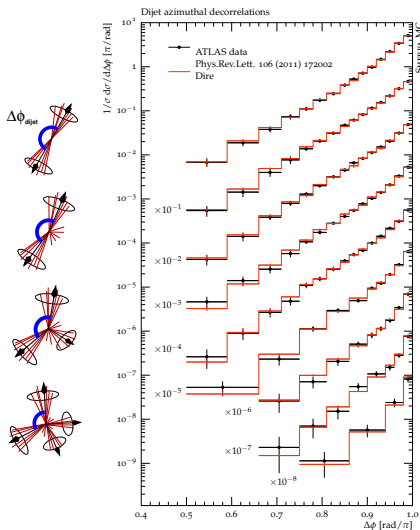 Dijet azimuthal decorrelations
1/σ dσ/dΔϕ [π/rad]
ATLAS data
Phys.Rev.Lett. 106 (2011) 172002
Dire
Sherpa MC
Δϕdijet
1
10⁻¹
10⁻²
10⁻³
10⁻⁴
10⁻⁵
10⁻⁶
10⁻⁷
10⁻⁸
10⁻⁹
×10⁻¹
×10⁻²
×10⁻³
×10⁻⁴
×10⁻⁵
×10⁻⁶
×10⁻⁷
×10⁻⁸
0.4 0.5 0.6 0.7 0.8 0.9 1.0
Δϕ [rad/π]